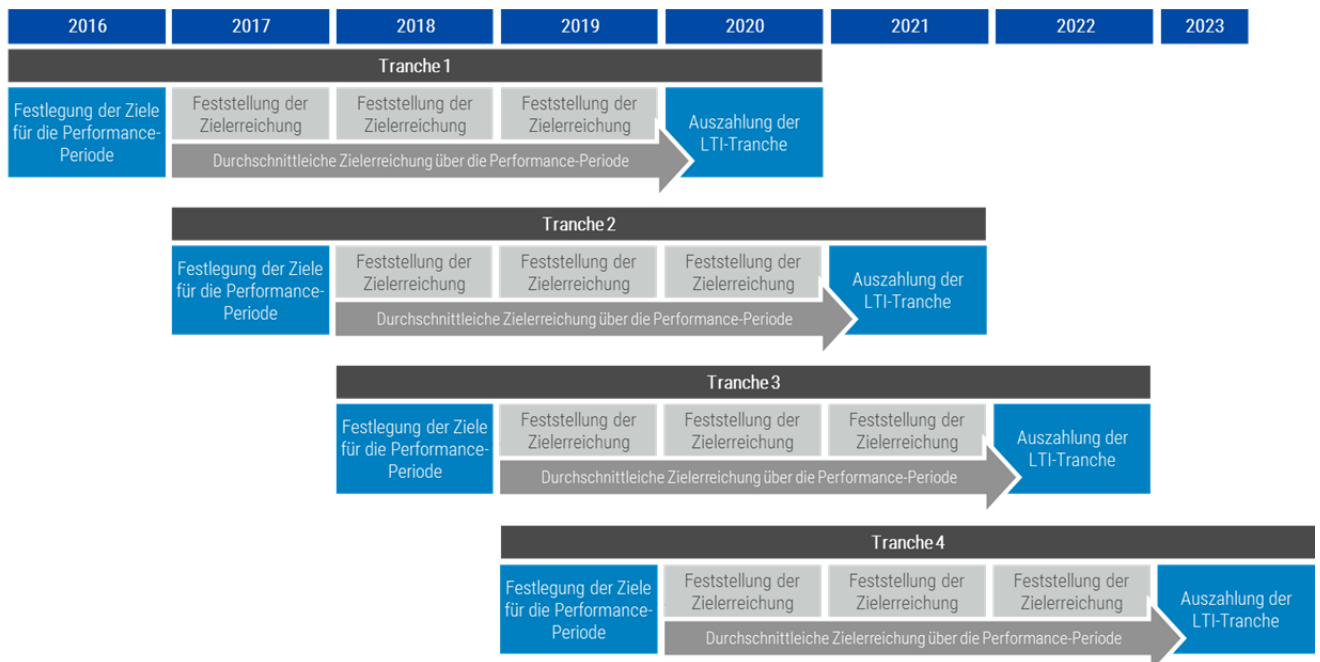 2016 2017 2018 2019 2020 2021 2022 2023
Tranche 1
Festlegung der Ziele
für die Performance-
Periode
Feststellung der
Zielerreichung
Feststellung der
Zielerreichung
Feststellung der
Zielerreichung
Durchschnittleiche Zielerreichung über die Performance-Periode
Auszahlung der
LTI-Tranche
Tranche 2
Festlegung der Ziele
für die Performance-
Periode
Feststellung der
Zielerreichung
Feststellung der
Zielerreichung
Feststellung der
Zielerreichung
Durchschnittleiche Zielerreichung über die Performance-Periode
Auszahlung der
LTI-Tranche
Tranche 3
Festlegung der Ziele
für die Performance-
Periode
Feststellung der
Zielerreichung
Feststellung der
Zielerreichung
Feststellung der
Zielerreichung
Durchschnittleiche Zielerreichung über die Performance-Periode
Auszahlung der
LTI-Tranche
Tranche 4
Festlegung der Ziele
für die Performance-
Periode
Feststellung der
Zielerreichung
Feststellung der
Zielerreichung
Feststellung der
Zielerreichung
Durchschnittleiche Zielerreichung über die Performance-Periode
Auszahlung der
LTI-Tranche